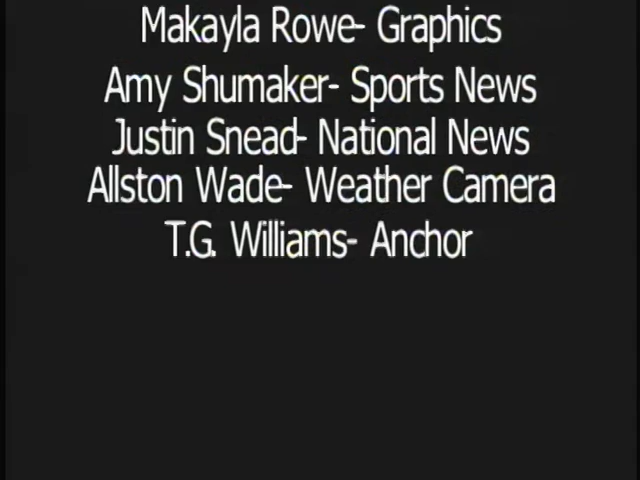 Makayla Rowe- Graphics
Amy Shumaker- Sports News
Justin Snead- National News
Allston Wade- Weather Camera
T.G. Williams- Anchor